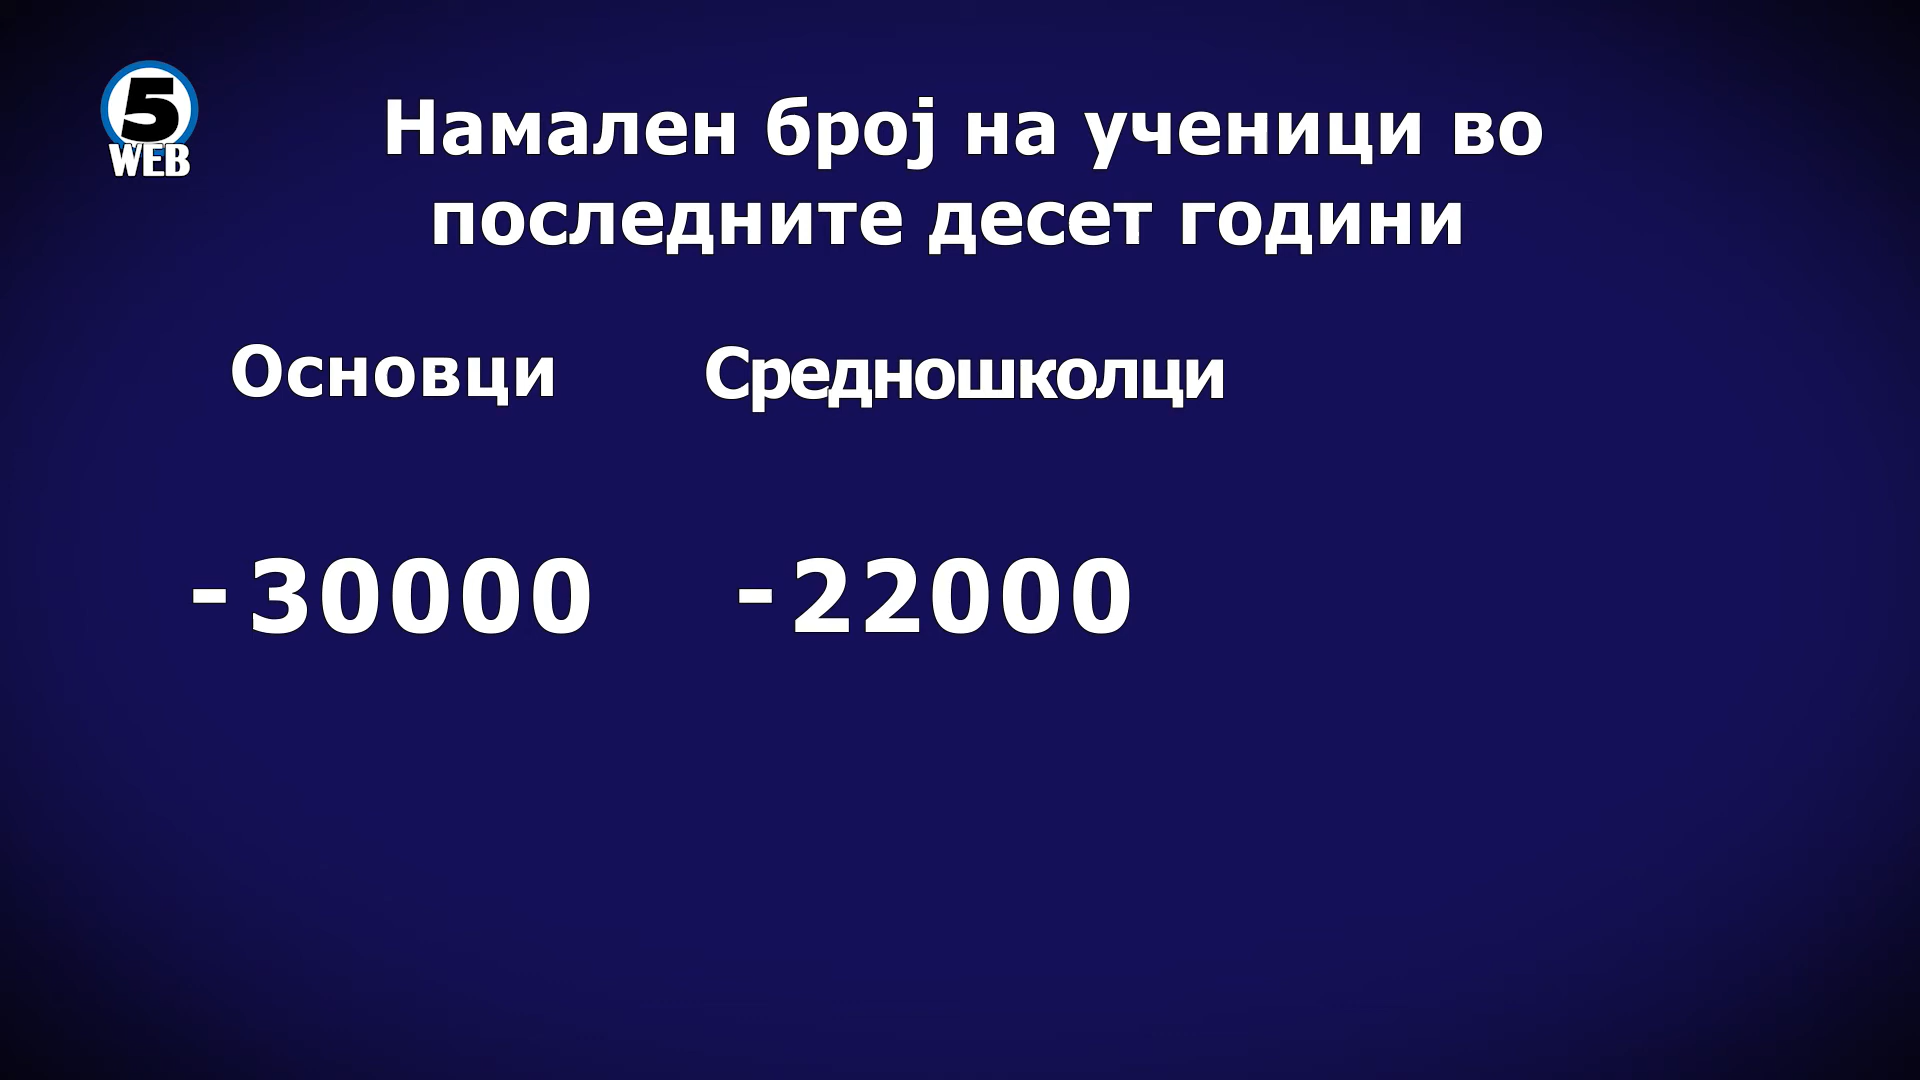 5
WEB
Намален број на ученици во
последните десет години
Основци Средношколци
-30000 -22000